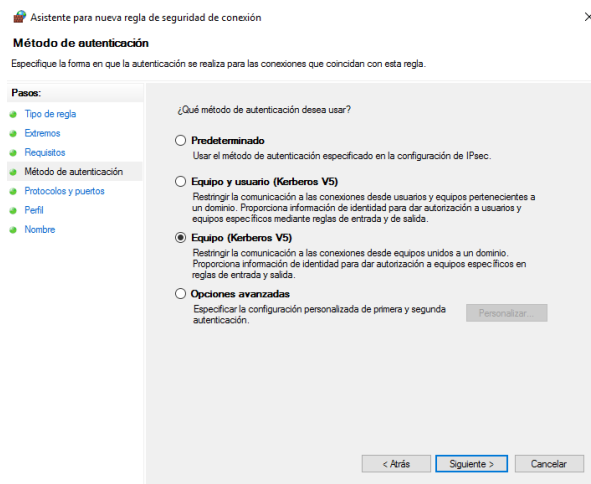 Asistente para nueva regla de seguridad de conexión
Método de autenticación
Especifique la forma en que la autenticación se realiza para las conexiones que coincidan con esta regla.
Pasos:
Tipo de regla
Extremos
Requisitos
Método de autenticación
Protocolos y puertos
Perfil
Nombre
¿Qué método de autenticación desea usar?
Predeterminado
Usar el método de autenticación especificado en la configuración de IPsec.
Equipo y usuario (Kerberos V5)
Restringir la comunicación a las conexiones desde usuarios y equipos pertenecientes a
un dominio. Proporciona información de identidad para dar autorización a usuarios y
equipos específicos mediante reglas de entrada y de salida.
Equipo (Kerberos V5)
Restringir la comunicación a las conexiones desde equipos unidos a un dominio.
Proporciona información de identidad para dar autorización a equipos específicos en
reglas de entrada y salida.
Opciones avanzadas
Especificar la configuración personalizada de primera y segunda
autenticación.
Personalizar...
< Atrás
Siguiente >
Cancelar